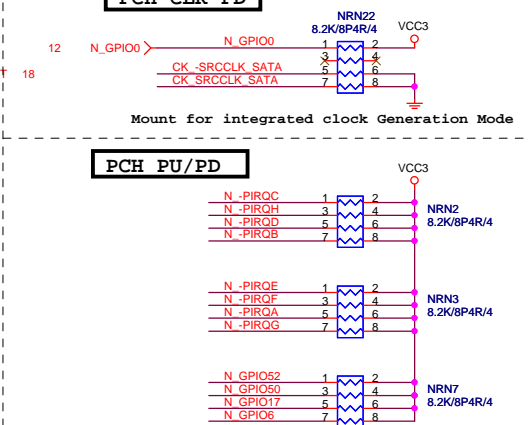 PCH CLK PD
NRN22
8.2K/8P4R/4
VCC3
12 N_GPIO0 N_GPIO0 1 2
3 4
18 CK_-SRCCLK_SATA 5 6
CK_SRCCLK_SATA 7 8
Mount for integrated clock Generation Mode
PCH PU/PD
VCC3
N_-PIRQC 1 2
N_-PIRQH 3 4 NRN2
N_-PIRQD 5 6 8.2K/8P4R/4
N_-PIRQB 7 8
N_-PIRQE 1 2
N_-PIRQF 3 4 NRN3
N_-PIRQA 5 6 8.2K/8P4R/4
N_-PIRQG 7 8
N_GPIO52 1 2
N_GPIO50 3 4 NRN7
N_GPIO17 5 6 8.2K/8P4R/4
N_GPIO6 7 8